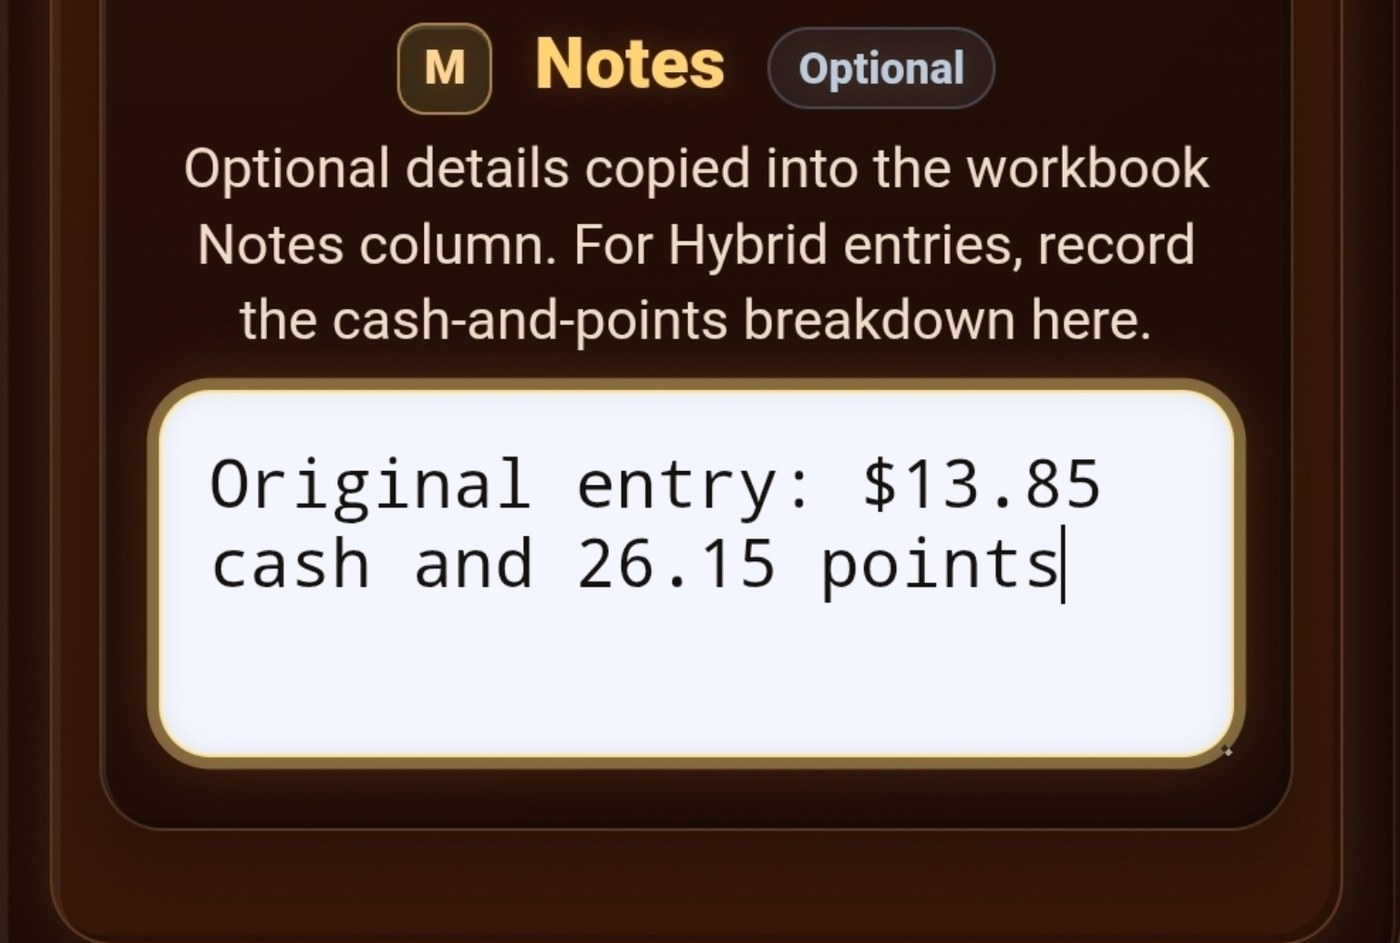 M Notes Optional
Optional details copied into the workbook
Notes column. For Hybrid entries, record
the cash-and-points breakdown here.
Original entry: $13.85
cash and 26.15 points